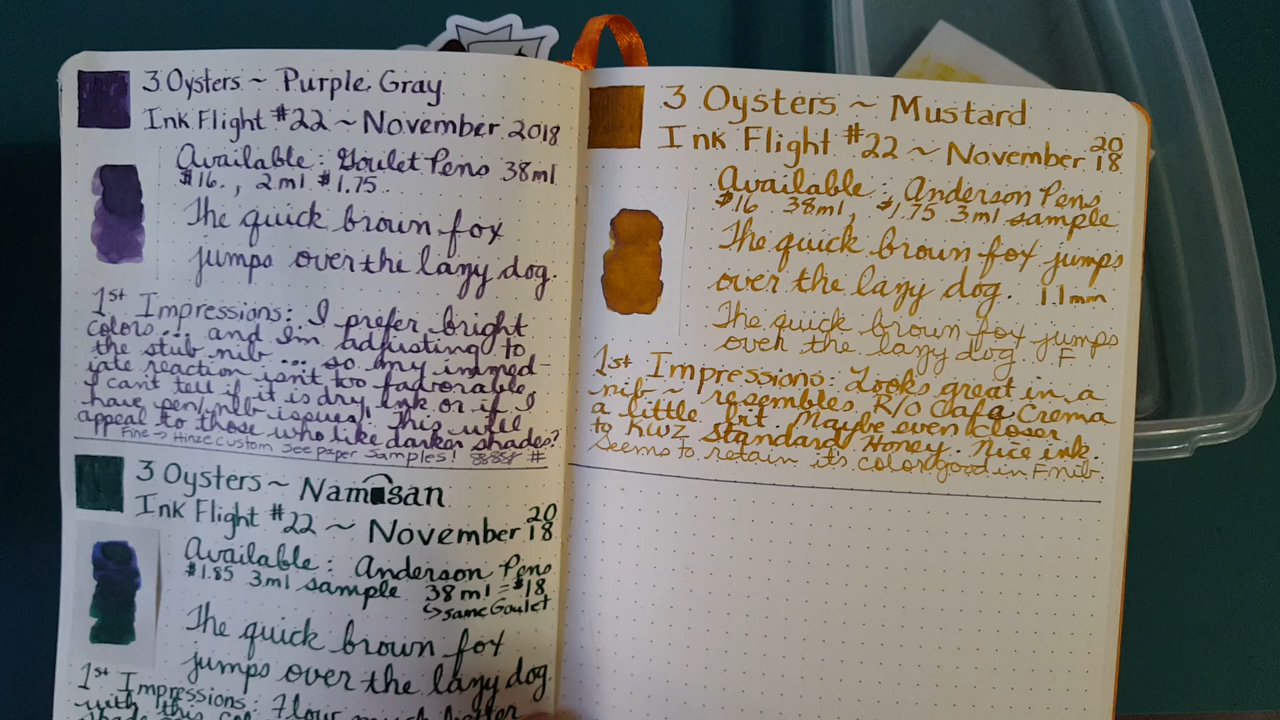 3 Oysters ~ Purple Gray
Ink Flight #22 ~ November 2018
Available: Goulet Pens 38ml
$16. , 2ml $1.75
The quick brown fox
jumps over the lazy dog.
1st Impressions: I prefer bright
colors... and I'm adjusting to
the stub nib ... so my immed-
iate reaction isn't too favorable.
I can't tell if it is dry ink or if I
have pen/nib issues. This will
appeal to those who like darker shades?
Fine → Hinze Custom See paper samples!
3 Oysters ~ Namsan
Ink Flight #22 ~ November 2018
Available: Anderson Pens
$1.85 3ml sample 38ml = $18
↳ same Goulet
The quick brown fox
jumps over the lazy dog.
1st Impressions: Flow much better
with this
3 Oysters ~ Mustard
Ink Flight #22 ~ November 2018
Available: Anderson Pens
$16 38ml, $1.75 3ml sample
The quick brown fox jumps
over the lazy dog. 1.1mm
The quick brown fox jumps
over the lazy dog. F
1st Impressions: Looks great in a
nib ~ resembles R/O Cafe Crema
a little bit. Maybe even closer
to KWZ Standard Honey. Nice ink.
Seems to retain its color good in F nib.